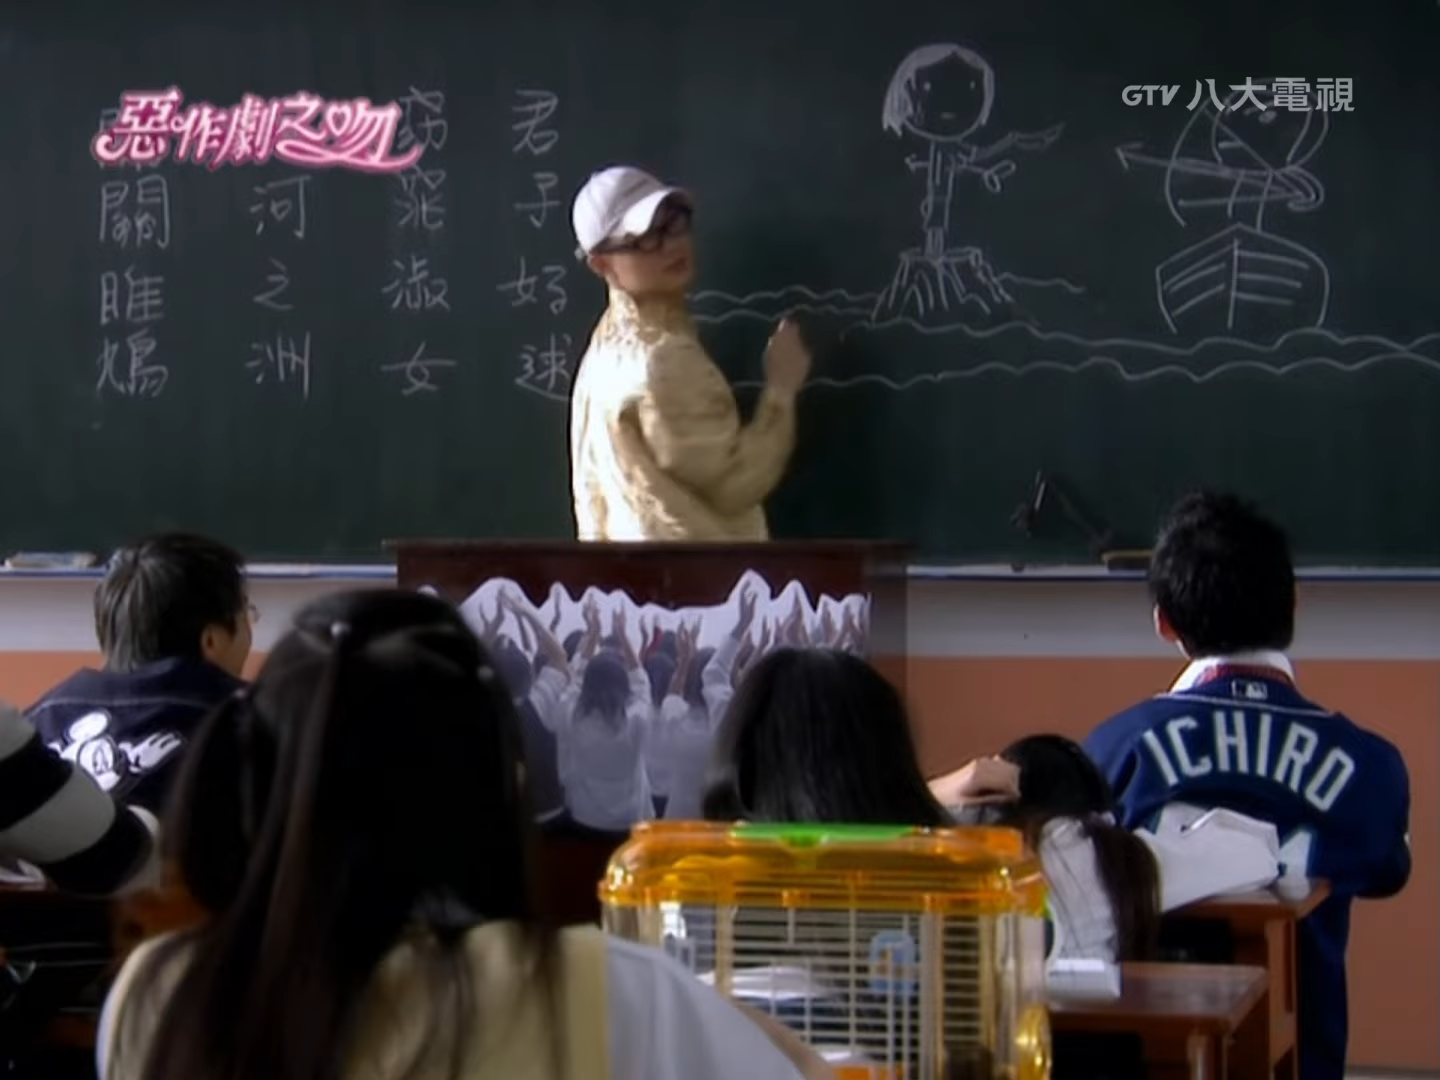 惡作劇之吻
GTV 八大電視
關
睢
鳩
河
之
洲
窈
窕
淑
女
君
子
好
逑
ICHIRO